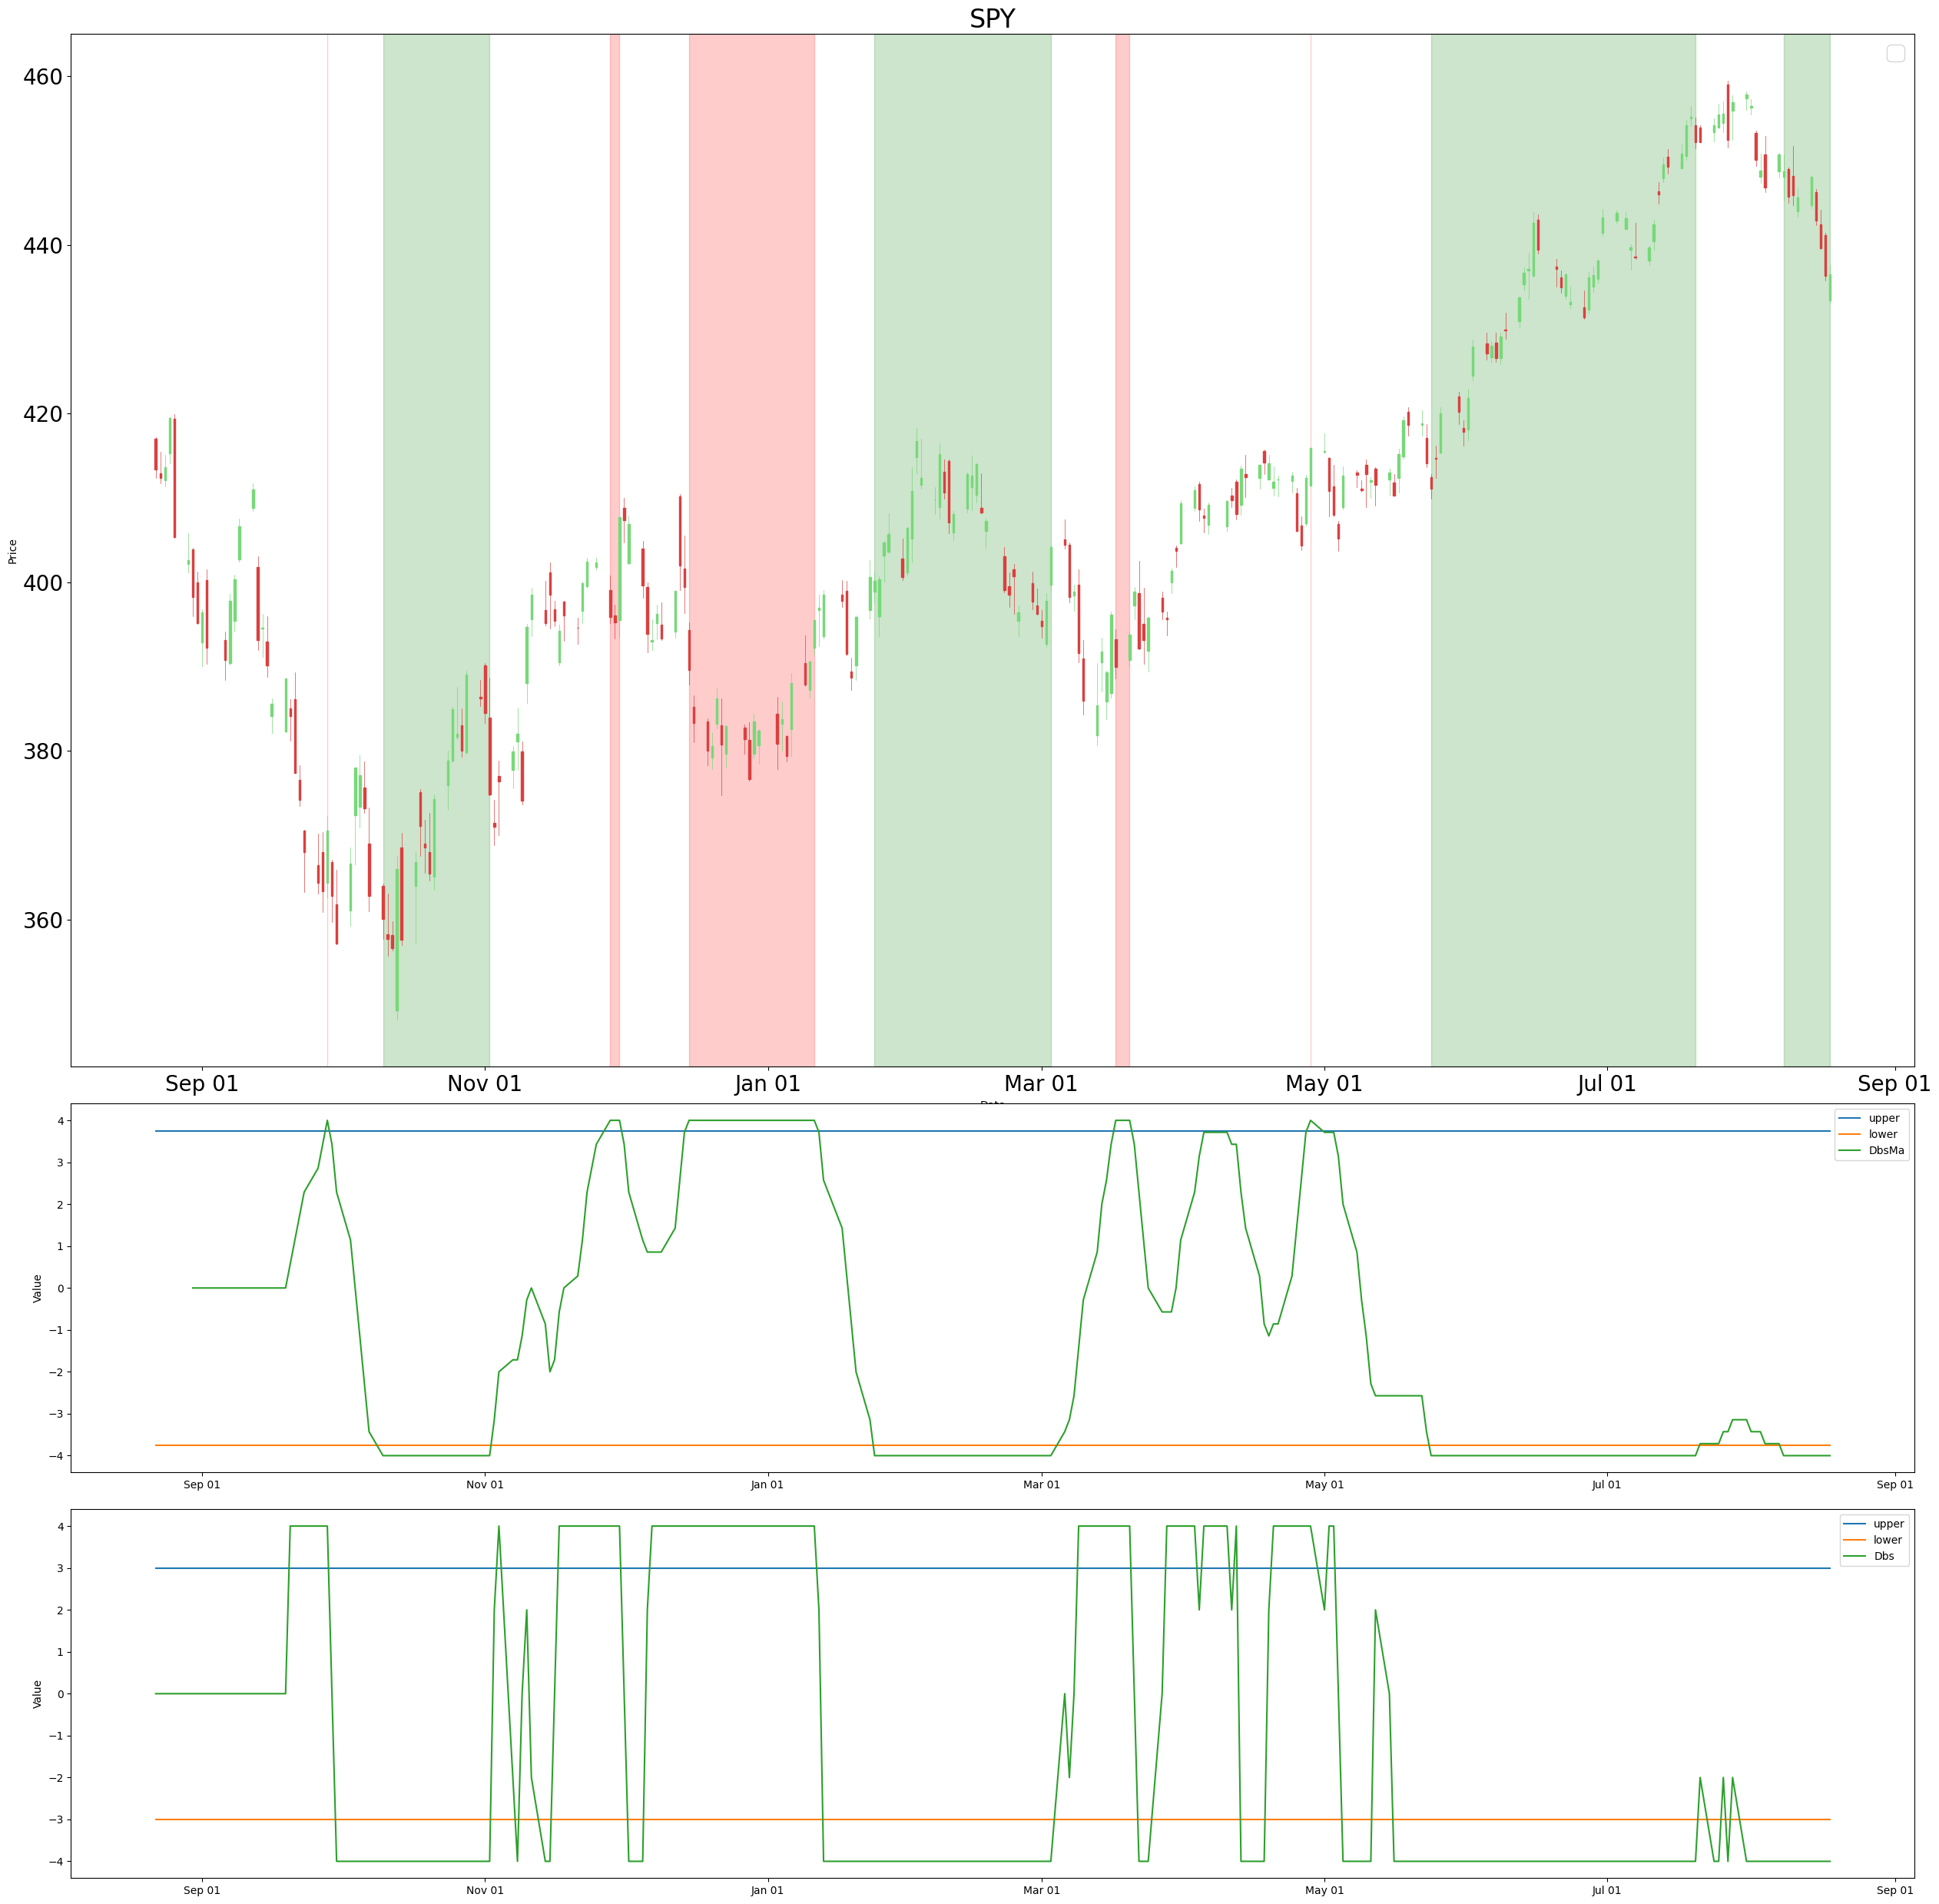 SPY
Price
460
440
420
400
380
360
Sep 01 Nov 01 Jan 01 Mar 01 May 01 Jul 01 Sep 01
Date
Value
4
3
2
1
0
−1
−2
−3
−4
upper
lower
DbsMa
Sep 01 Nov 01 Jan 01 Mar 01 May 01 Jul 01 Sep 01
Value
4
3
2
1
0
−1
−2
−3
−4
upper
lower
Dbs
Sep 01 Nov 01 Jan 01 Mar 01 May 01 Jul 01 Sep 01